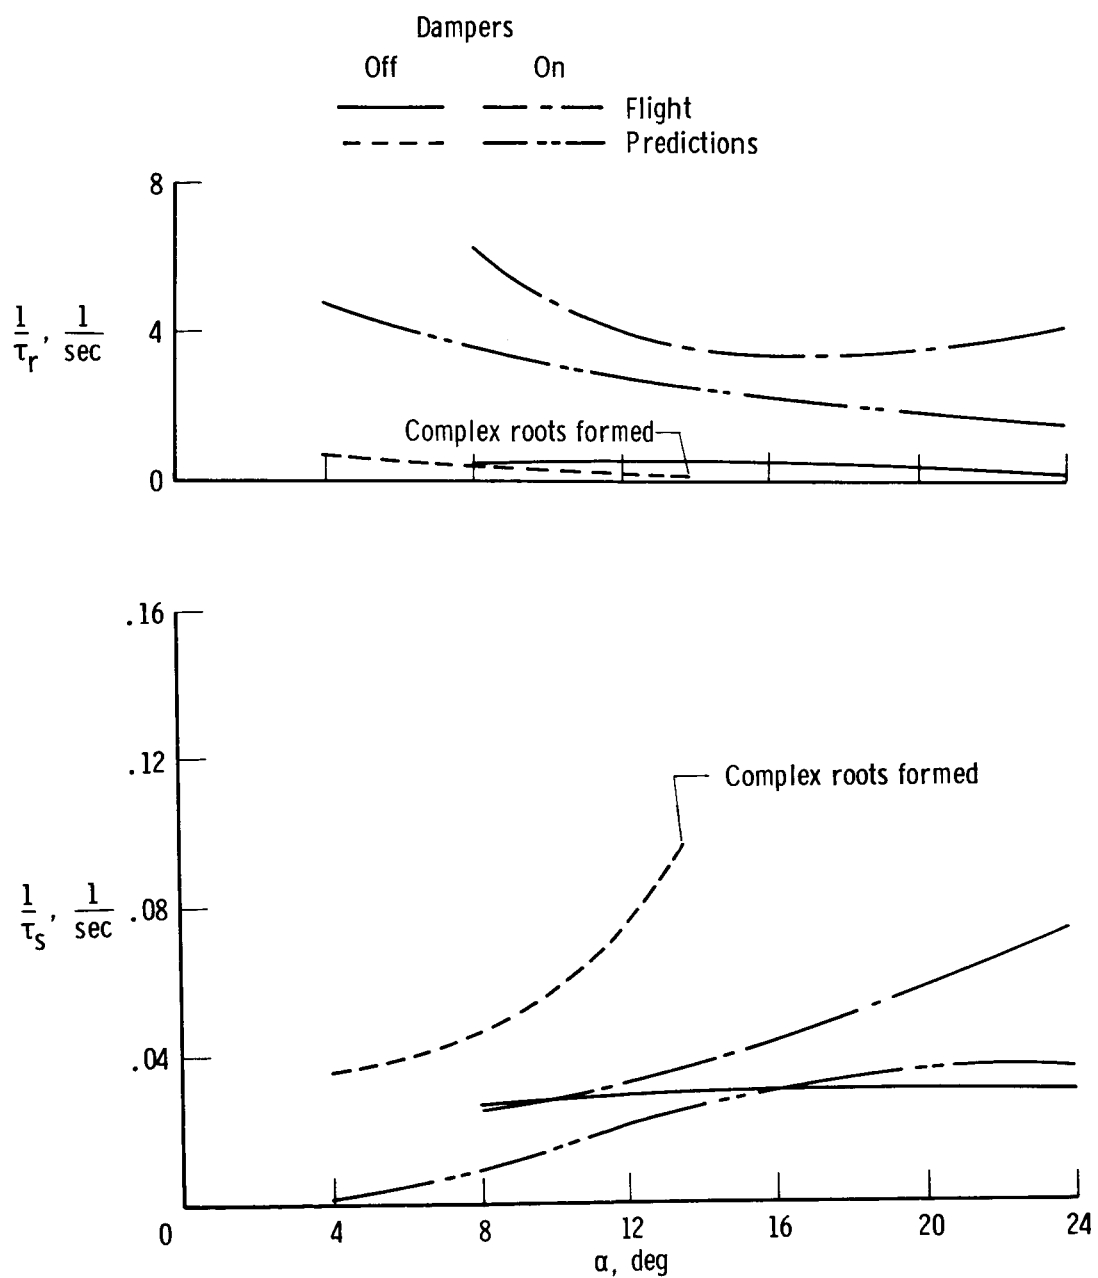 Dampers
Off On
Flight
Predictions
8
4
0
1/τr, 1/sec
Complex roots formed
.16
.12
.08
.04
0
1/τs, 1/sec
Complex roots formed
4 8 12 16 20 24
α, deg